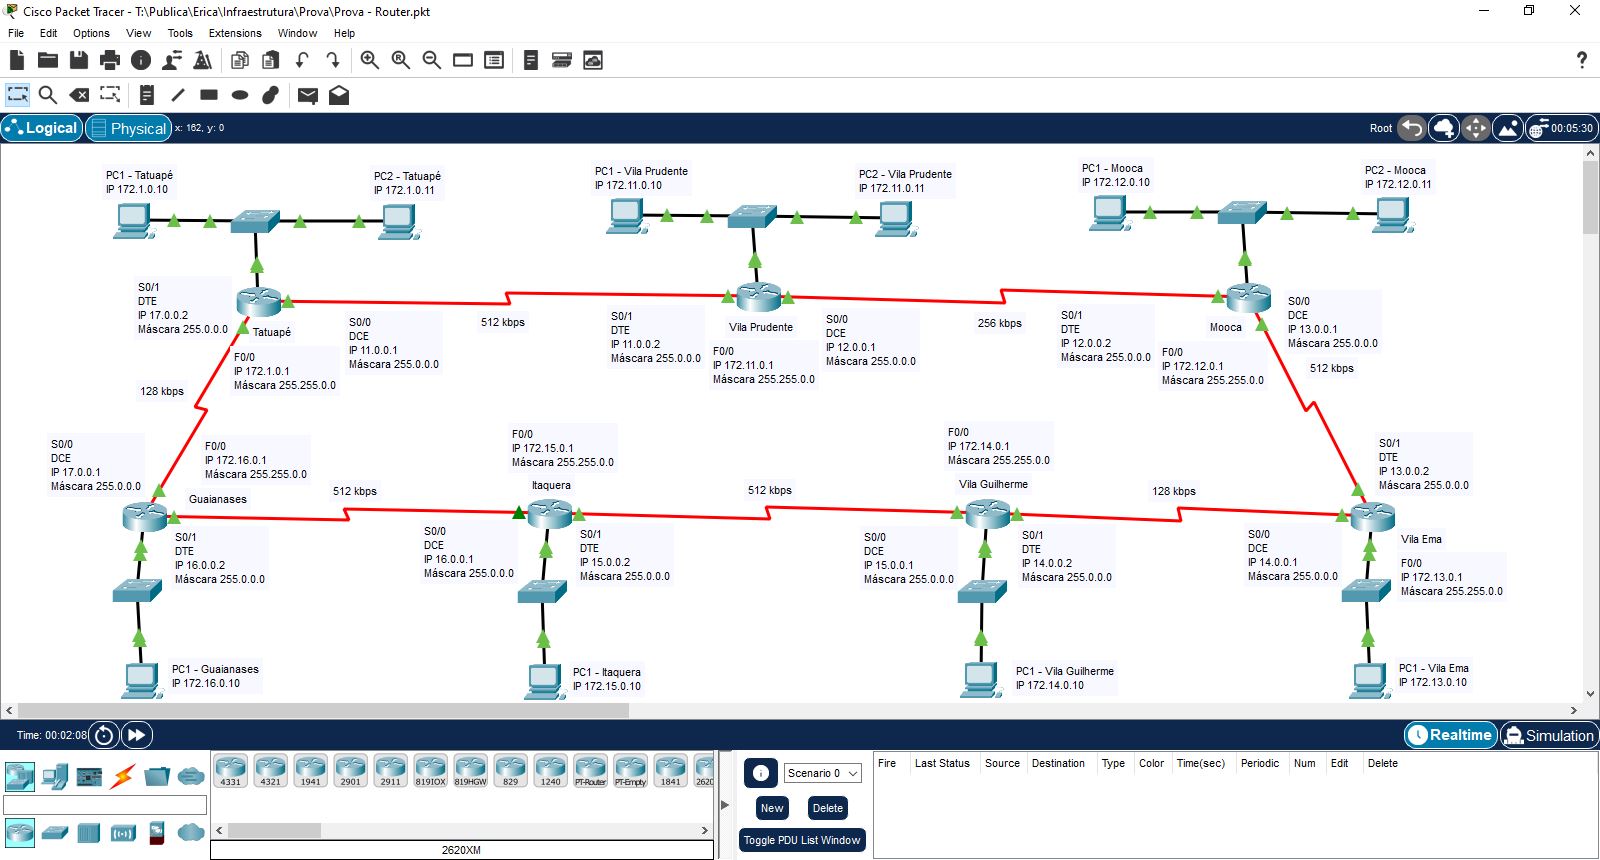 Cisco Packet Tracer - T:\Publica\Erica\Infraestrutura\Prova\Prova - Router.pkt
File Edit Options View Tools Extensions Window Help
?
Logical
Physical
x: 162, y: 0
Root
00:05:30
PC1 - Tatuapé
IP 172.1.0.10
PC2 - Tatuapé
IP 172.1.0.11
PC1 - Vila Prudente
IP 172.11.0.10
PC2 - Vila Prudente
IP 172.11.0.11
PC1 - Mooca
IP 172.12.0.10
PC2 - Mooca
IP 172.12.0.11
S0/1
DTE
IP 17.0.0.2
Máscara 255.0.0.0
Tatuapé
S0/0
DCE
IP 11.0.0.1
Máscara 255.0.0.0
F0/0
IP 172.1.0.1
Máscara 255.255.0.0
512 kbps
S0/1
DTE
IP 11.0.0.2
Máscara 255.0.0.0
Vila Prudente
F0/0
IP 172.11.0.1
Máscara 255.255.0.0
S0/0
DCE
IP 12.0.0.1
Máscara 255.0.0.0
256 kbps
S0/1
DTE
IP 12.0.0.2
Máscara 255.0.0.0
Mooca
F0/0
IP 172.12.0.1
Máscara 255.255.0.0
S0/0
DCE
IP 13.0.0.1
Máscara 255.0.0.0
512 kbps
128 kbps
S0/0
DCE
IP 17.0.0.1
Máscara 255.0.0.0
F0/0
IP 172.16.0.1
Máscara 255.255.0.0
Guaianases
512 kbps
F0/0
IP 172.15.0.1
Máscara 255.255.0.0
Itaquera
512 kbps
F0/0
IP 172.14.0.1
Máscara 255.255.0.0
Vila Guilherme
128 kbps
S0/1
DTE
IP 13.0.0.2
Máscara 255.0.0.0
S0/1
DTE
IP 16.0.0.2
Máscara 255.0.0.0
S0/0
DCE
IP 16.0.0.1
Máscara 255.0.0.0
S0/1
DTE
IP 15.0.0.2
Máscara 255.0.0.0
S0/0
DCE
IP 15.0.0.1
Máscara 255.0.0.0
S0/1
DTE
IP 14.0.0.2
Máscara 255.0.0.0
S0/0
DCE
IP 14.0.0.1
Máscara 255.0.0.0
Vila Ema
F0/0
IP 172.13.0.1
Máscara 255.255.0.0
PC1 - Guaianases
IP 172.16.0.10
PC1 - Itaquera
IP 172.15.0.10
PC1 - Vila Guilherme
IP 172.14.0.10
PC1 - Vila Ema
IP 172.13.0.10
Time: 00:02:08
Realtime
Simulation
4331 4321 1941 2901 2911 819IOX 819HGW 829 1240 PT-Router PT-Empty 1841 2620
2620XM
Scenario 0
New
Delete
Toggle PDU List Window
Fire Last Status Source Destination Type Color Time(sec) Periodic Num Edit Delete